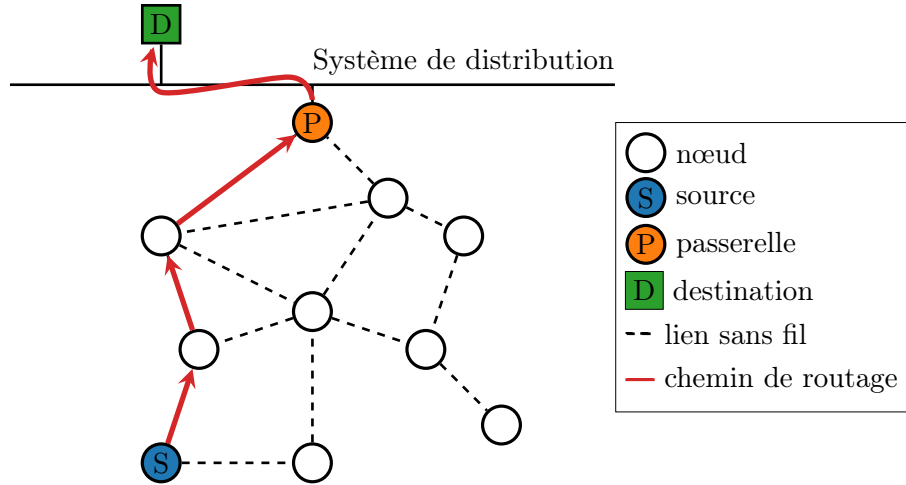 D
Système de distribution
P
S
nœud
S source
P passerelle
D destination
lien sans fil
chemin de routage